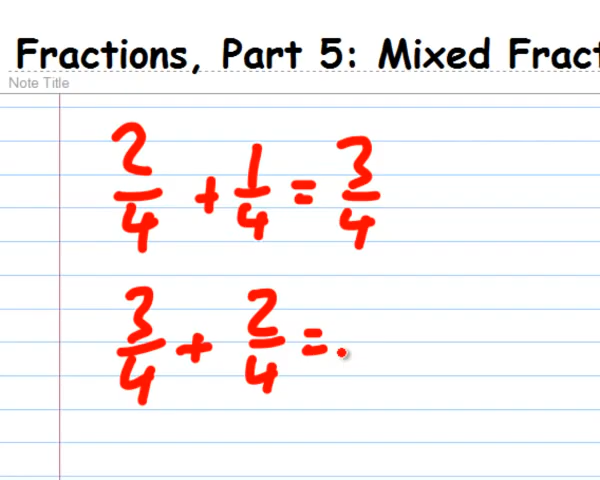 Fractions, Part 5: Mixed Fract
Note Title
2/4 + 1/4 = 3/4
3/4 + 2/4 =